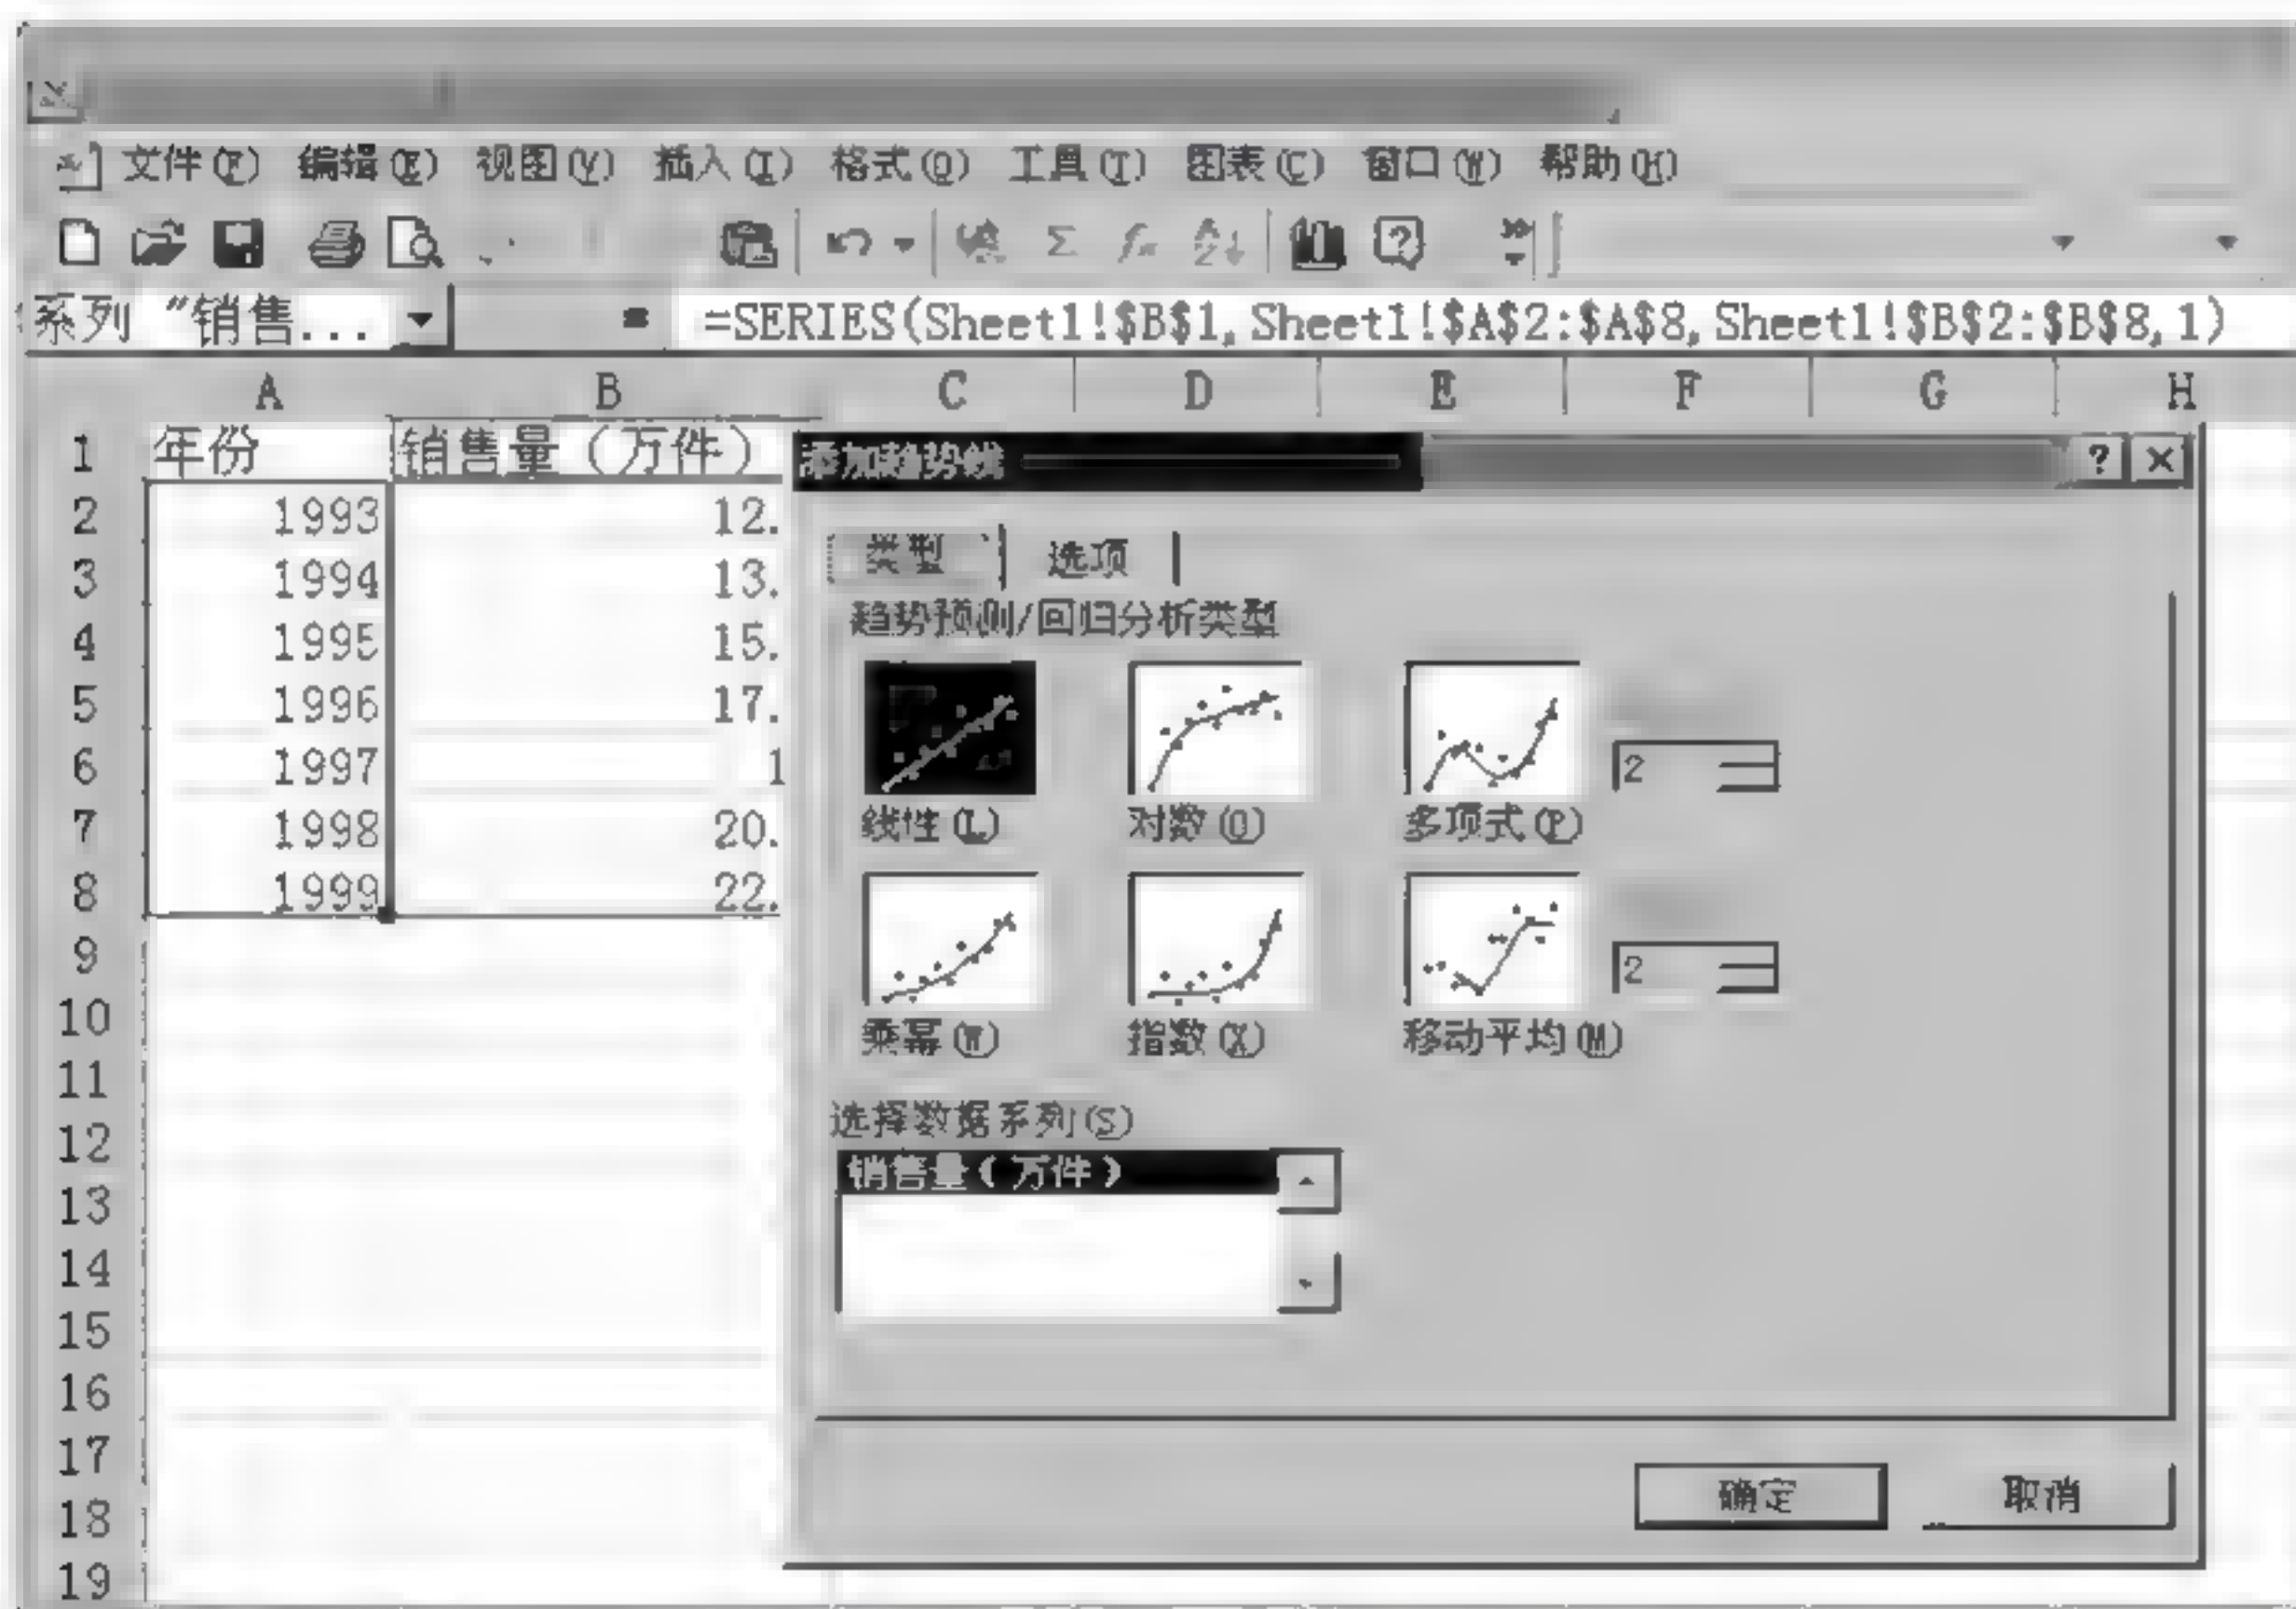 文件(F) 编辑(E) 视图(V) 插入(I) 格式(O) 工具(T) 图表(C) 窗口(W) 帮助(H)
系列 “销售... = =SERIES(Sheet1!$B$1,Sheet1!$A$2:$A$8,Sheet1!$B$2:$B$8,1)
A B C D E F G H
1 年份 销售量（万件）
添加趋势线
2 1993 12.
类型 选项
3 1994 13.
趋势预测/回归分析类型
4 1995 15.
5 1996 17.
6 1997 1
2
7 1998 20.
线性(L) 对数(O) 多项式(P)
8 1999 22.
9
2
10
乘幂(W) 指数(X) 移动平均(M)
11
选择数据系列(S)
12
销售量（万件）
13
14
15
16
17
确定 取消
18
19